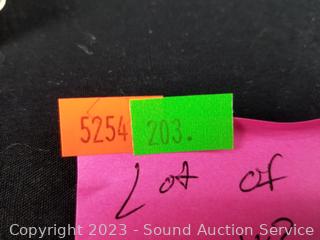 5254 203.
Lot of
Copyright 2023 - Sound Auction Service